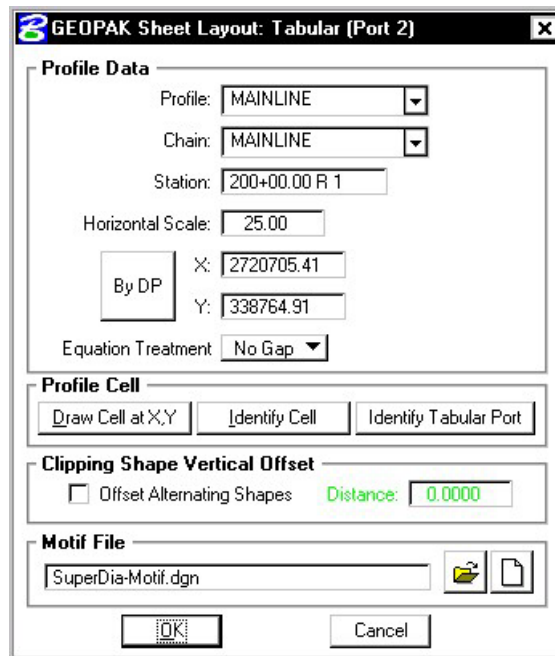 GEOPAK Sheet Layout: Tabular (Port 2)
Profile Data
Profile: MAINLINE
Chain: MAINLINE
Station: 200+00.00 R 1
Horizontal Scale: 25.00
By DP
X: 2720705.41
Y: 338764.91
Equation Treatment No Gap
Profile Cell
Draw Cell at X,Y Identify Cell Identify Tabular Port
Clipping Shape Vertical Offset
Offset Alternating Shapes Distance: 0.0000
Motif File
SuperDia-Motif.dgn
OK Cancel